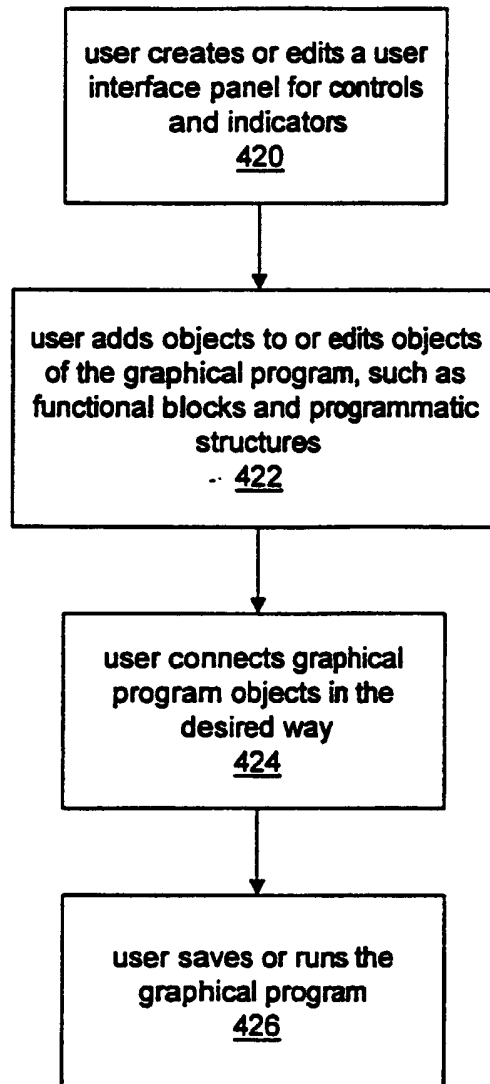 user creates or edits a user
interface panel for controls
and indicators
420
user adds objects to or edits objects
of the graphical program, such as
functional blocks and programmatic
structures
422
user connects graphical
program objects in the
desired way
424
user saves or runs the
graphical program
426